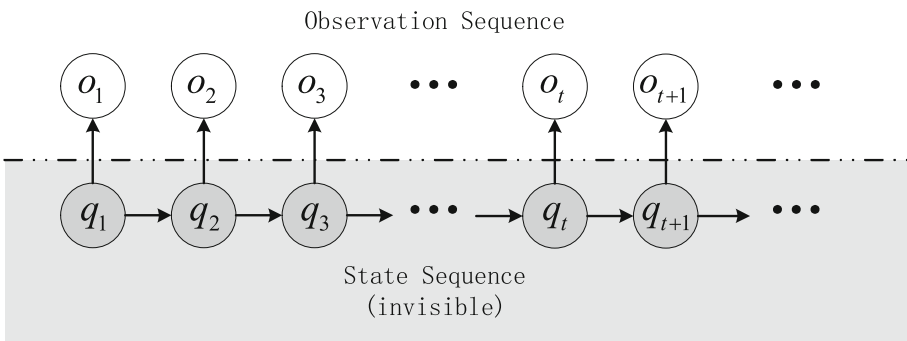 Observation Sequence
o₁ o₂ o₃ ••• oₜ oₜ₊₁ •••
q₁ q₂ q₃ ••• qₜ qₜ₊₁ •••
State Sequence
(invisible)